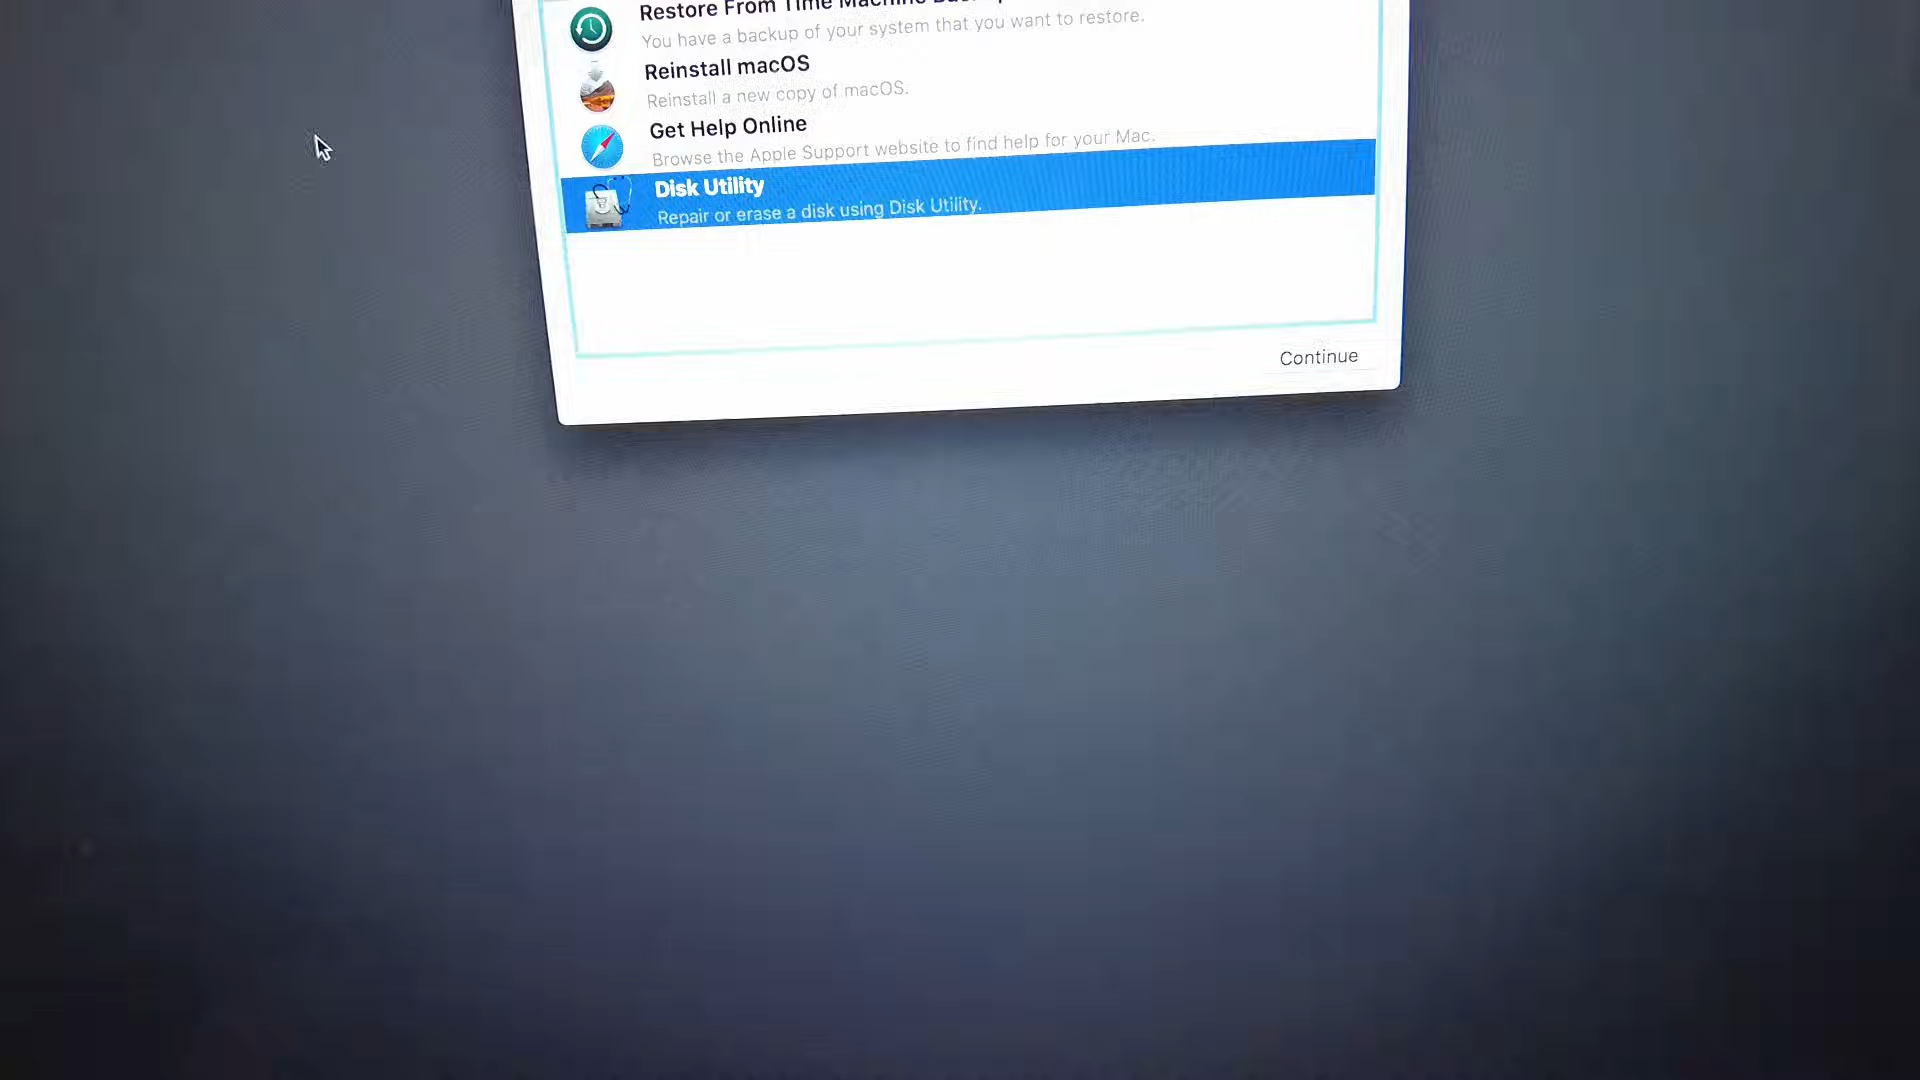 Restore From Time Machine
You have a backup of your system that you want to restore.
Reinstall macOS
Reinstall a new copy of macOS.
Get Help Online
Browse the Apple Support website to find help for your Mac.
Disk Utility
Repair or erase a disk using Disk Utility.
Continue